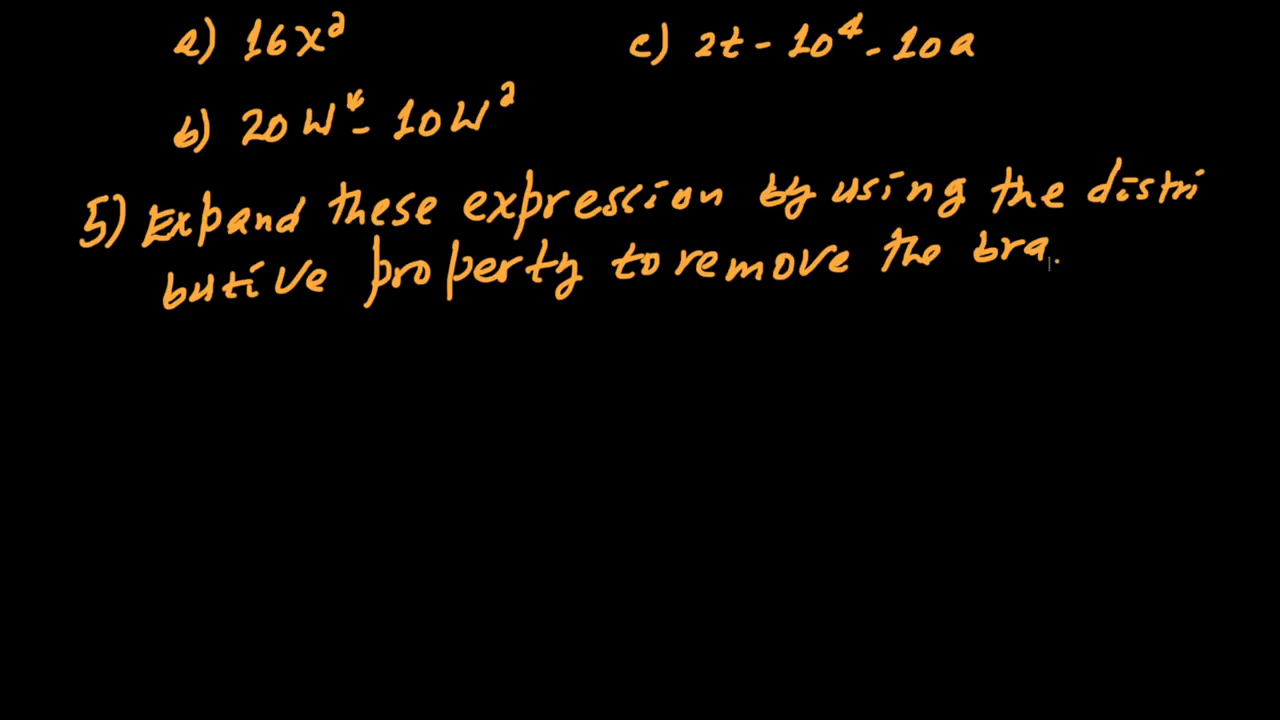 a) 16x² c) 2t - 10⁴ - 10a
b) 20W⁴ - 10W²
5) Expand these expression by using the distri
butive property to remove the bra.